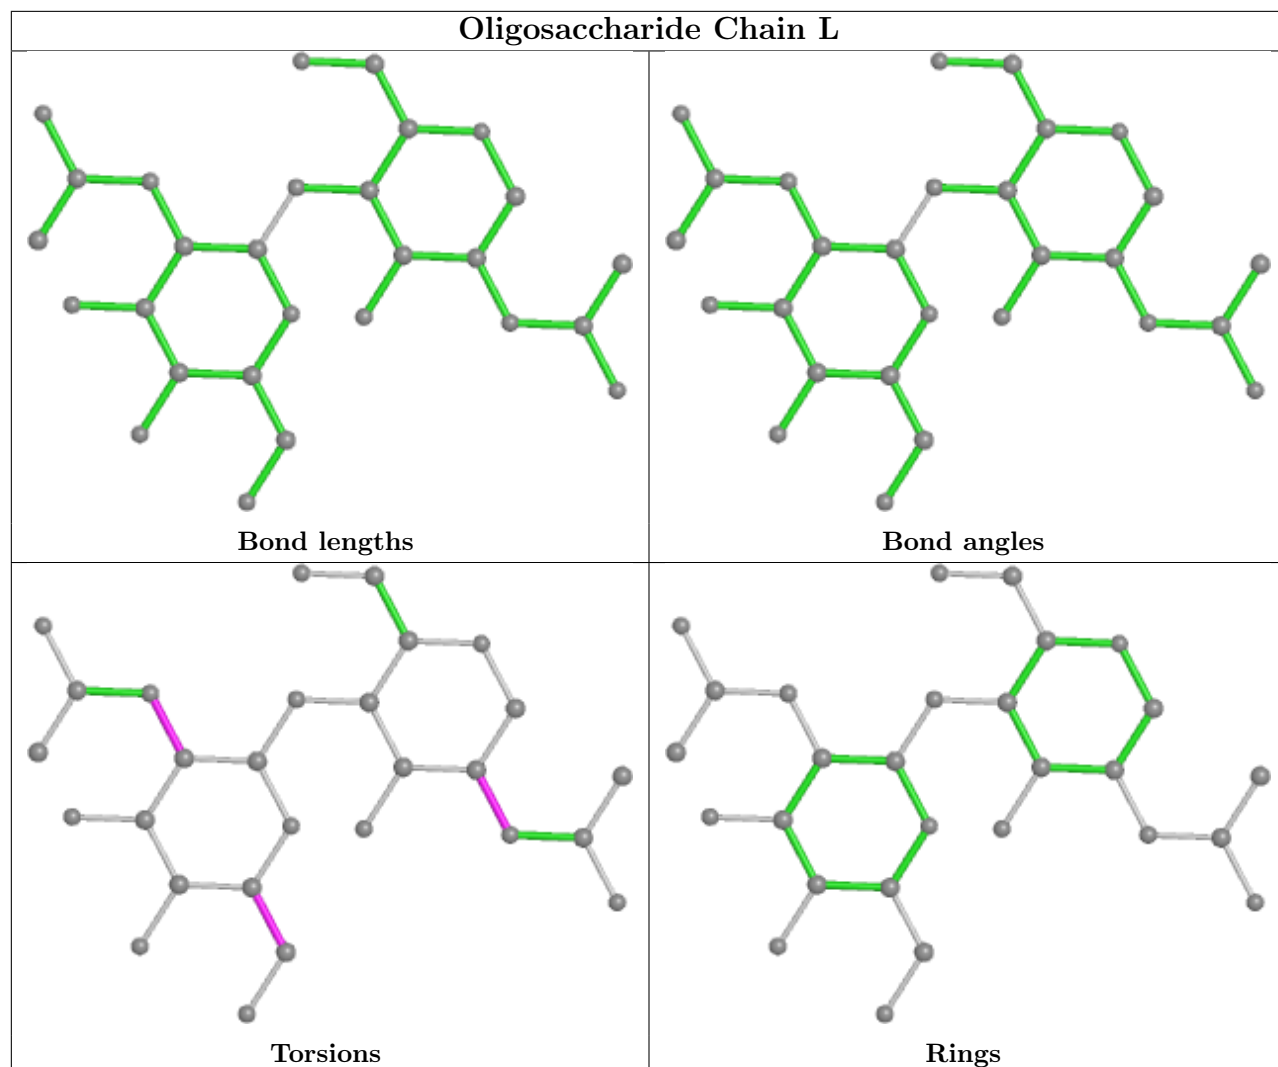 Oligosaccharide Chain L
Bond lengths
Bond angles
Torsions
Rings